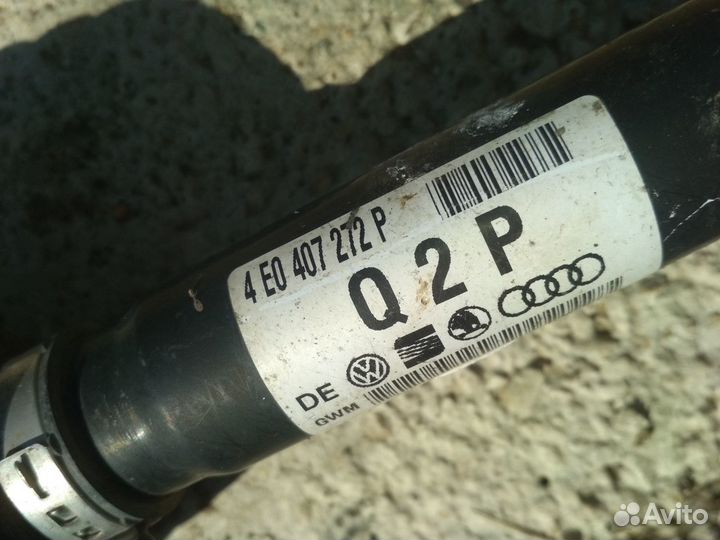 4 E0 407 272 P
Q 2 P
DE
GWM
Avito